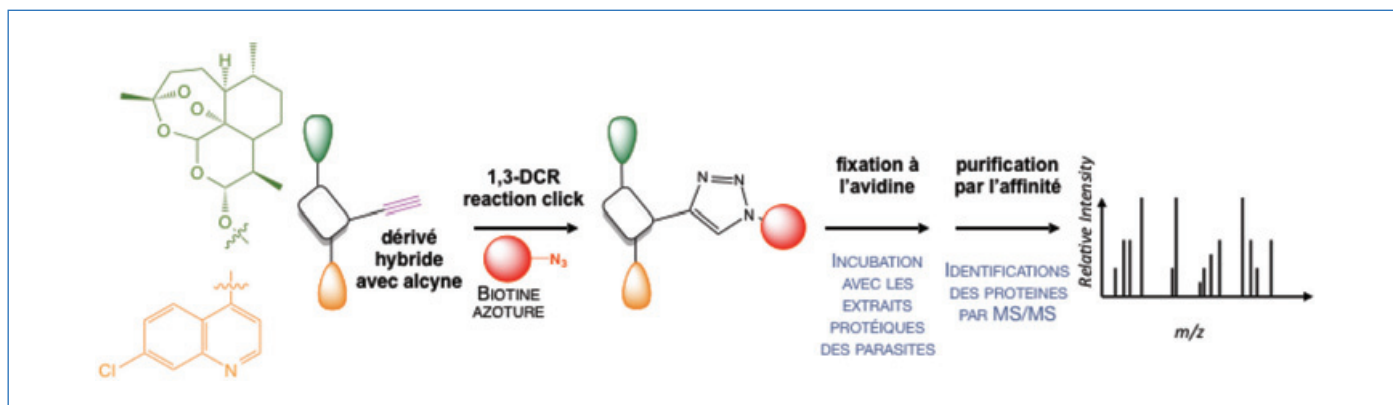 H
O
O
O
O
O
Cl
N
dérivé
hybride
avec alcyne
1,3-DCR
reaction click
N₃
BIOTINE
AZOTURE
N
N
N
fixation à
l'avidine
INCUBATION
AVEC LES
EXTRAITS
PROTÉIQUES
DES PARASITES
purification
par l'affinité
IDENTIFICATIONS
DES PROTEINES
PAR MS/MS
Relative Intensity
m/z